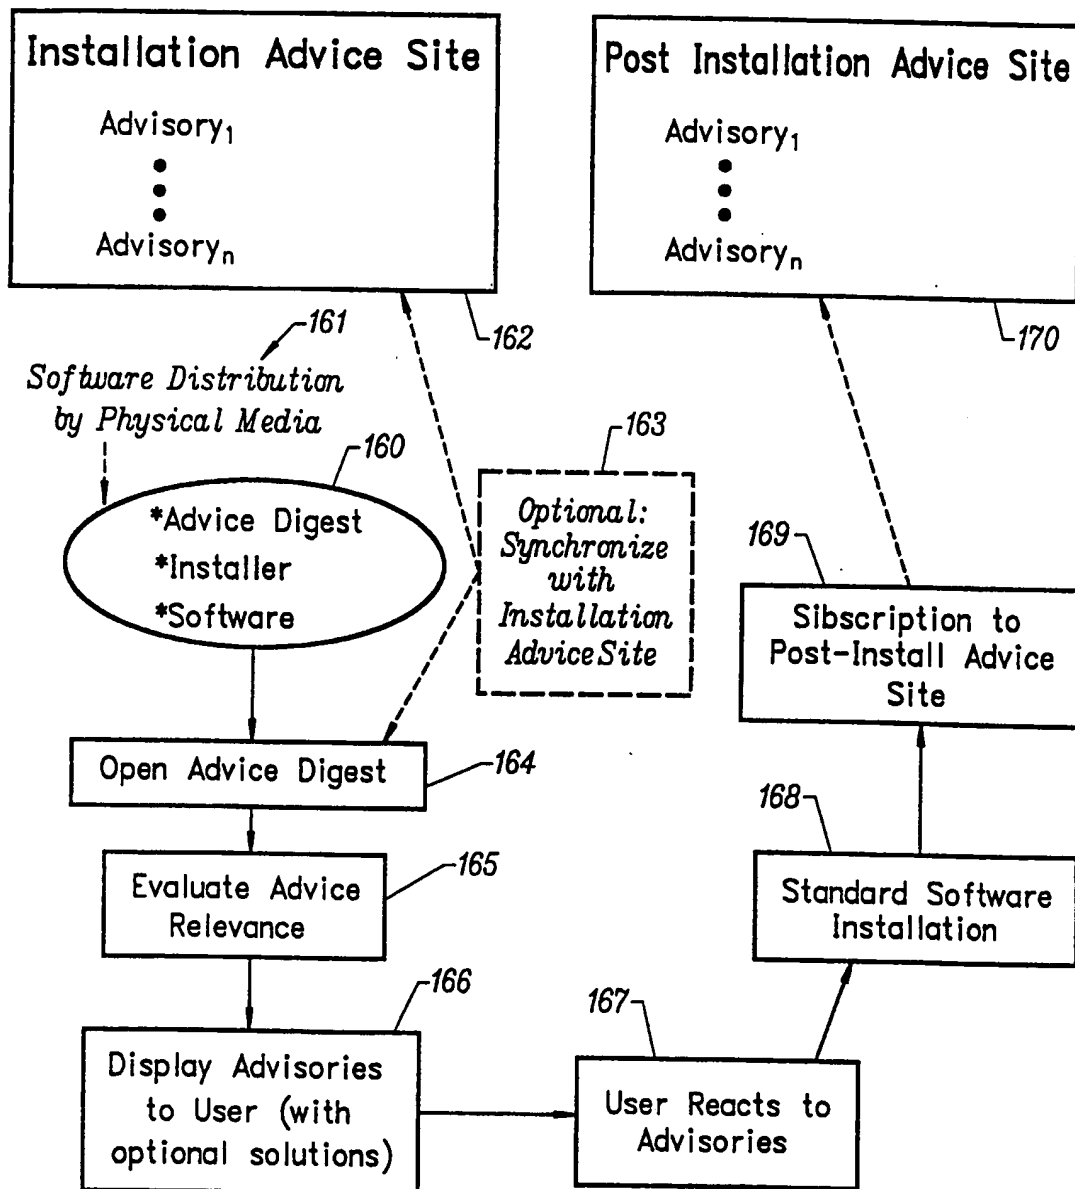 Installation Advice Site
Advisory1
Advisoryn
162
Post Installation Advice Site
Advisory1
Advisoryn
170
161
Software Distribution
by Physical Media
160
*Advice Digest
*Installer
*Software
163
Optional:
Synchronize
with
Installation
Advice Site
Open Advice Digest
164
Evaluate Advice
Relevance
165
Display Advisories
to User (with
optional solutions)
166
User Reacts to
Advisories
167
Standard Software
Installation
168
Sibscription to
Post-Install Advice
Site
169